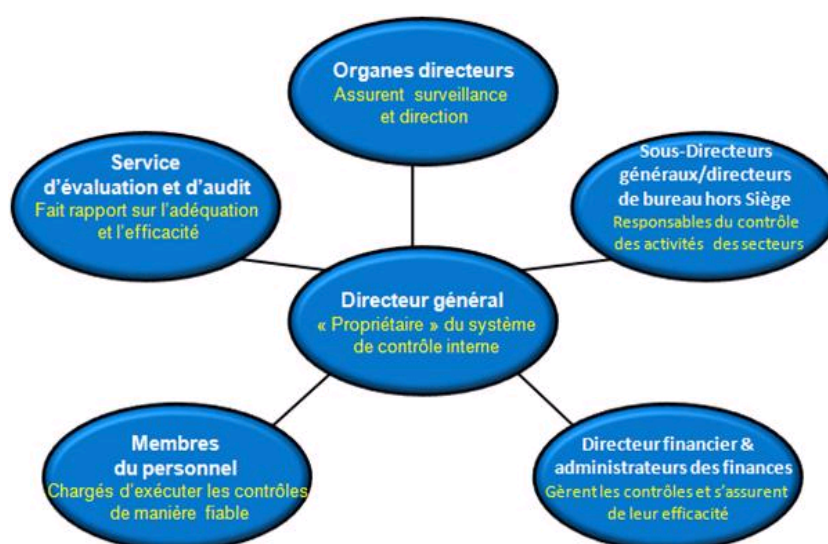 Organes directeurs
Assurent surveillance
et direction
Service
d'évaluation et d'audit
Fait rapport sur l'adéquation
et l'efficacité
Sous-Directeurs
généraux/directeurs
de bureau hors Siège
Responsables du contrôle
des activités des secteurs
Directeur général
« Propriétaire » du système
de contrôle interne
Membres
du personnel
Chargés d'exécuter les contrôles
de manière fiable
Directeur financier &
administrateurs des finances
Gèrent les contrôles et s'assurent
de leur efficacité